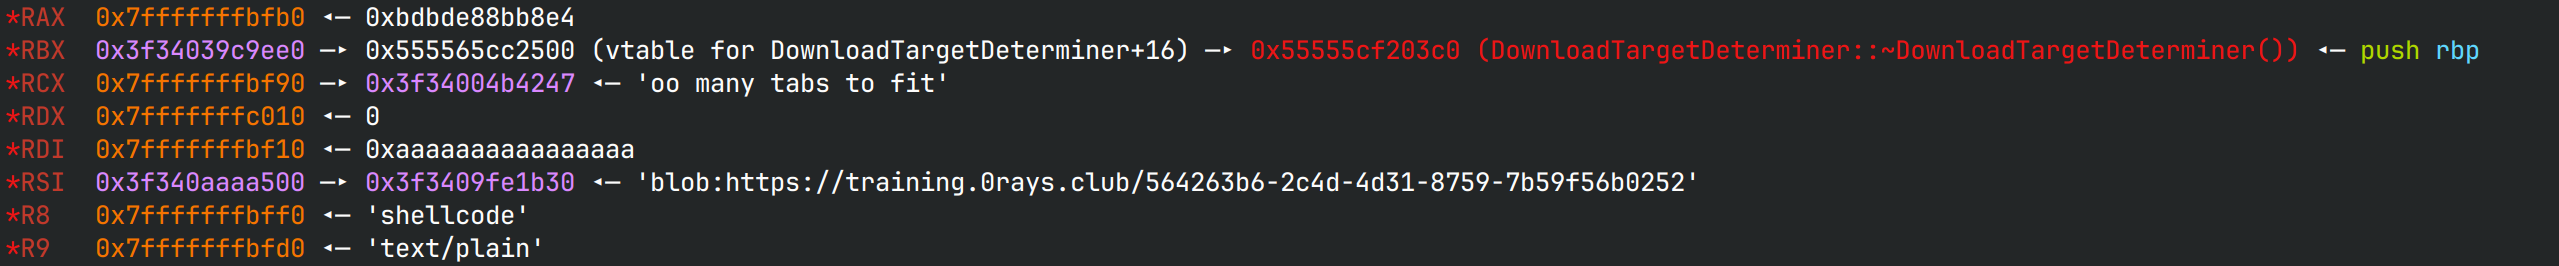 *RAX 0x7fffffffbfb0 ◂— 0xbdbde88bb8e4
*RBX 0x3f34039c9ee0 —▸ 0x555565cc2500 (vtable for DownloadTargetDeterminer+16) —▸ 0x55555cf203c0 (DownloadTargetDeterminer::~DownloadTargetDeterminer()) ◂— push rbp
*RCX 0x7fffffffbf90 —▸ 0x3f34004b4247 ◂— 'oo many tabs to fit'
*RDX 0x7fffffffc010 ◂— 0
*RDI 0x7fffffffbf10 ◂— 0xaaaaaaaaaaaaaaaa
*RSI 0x3f340aaaa500 —▸ 0x3f3409fe1b30 ◂— 'blob:https://training.0rays.club/564263b6-2c4d-4d31-8759-7b59f56b0252'
*R8 0x7fffffffbff0 ◂— 'shellcode'
*R9 0x7fffffffbfd0 ◂— 'text/plain'